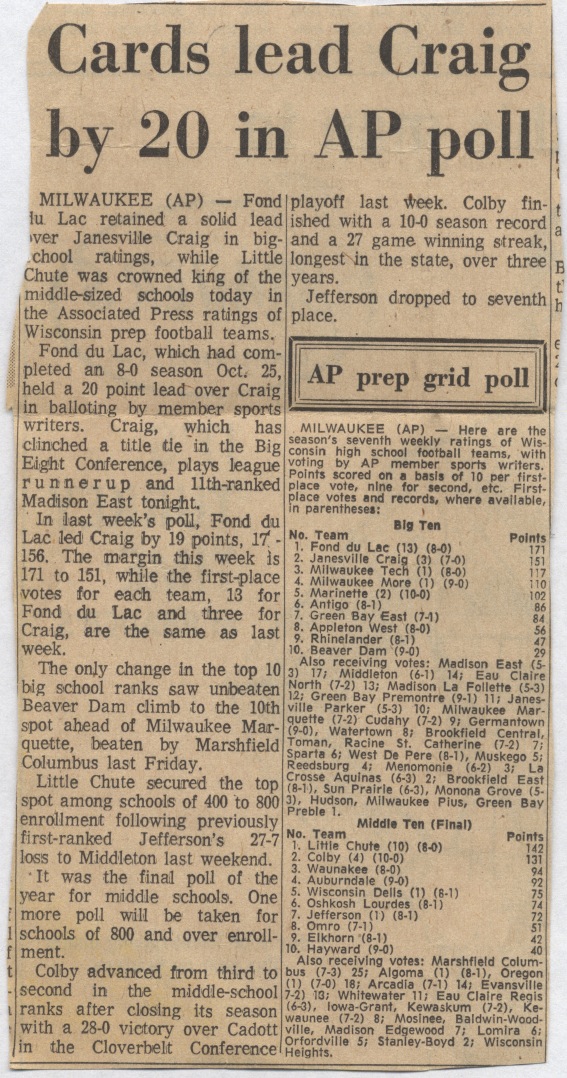 Cards lead Craig
by 20 in AP poll
MILWAUKEE (AP) — Fond
du Lac retained a solid lead
over Janesville Craig in big-
school ratings, while Little
Chute was crowned king of the
middle-sized schools today in
the Associated Press ratings of
Wisconsin prep football teams.
Fond du Lac, which had com-
pleted an 8-0 season Oct. 25,
held a 20 point lead over Craig
in balloting by member sports
writers. Craig, which has
clinched a title tie in the Big
Eight Conference, plays league
runnerup and 11th-ranked
Madison East tonight.
In last week's poll, Fond du
Lac led Craig by 19 points, 17 -
156. The margin this week is
171 to 151, while the first-place
votes for each team, 13 for
Fond du Lac and three for
Craig, are the same as last
week.
The only change in the top 10
big school ranks saw unbeaten
Beaver Dam climb to the 10th
spot ahead of Milwaukee Mar-
quette, beaten by Marshfield
Columbus last Friday.
Little Chute secured the top
spot among schools of 400 to 800
enrollment following previously
first-ranked Jefferson's 27-7
loss to Middleton last weekend.
It was the final poll of the
year for middle schools. One
more poll will be taken for
schools of 800 and over enroll-
ment.
Colby advanced from third to
second in the middle-school
ranks after closing its season
with a 28-0 victory over Cadott
in the Cloverbelt Conference
playoff last week. Colby fin-
ished with a 10-0 season record
and a 27 game winning streak,
longest in the state, over three
years.
Jefferson dropped to seventh
place.
AP prep grid poll
MILWAUKEE (AP) — Here are the
season's seventh weekly ratings of Wis-
consin high school football teams, with
voting by AP member sports writers.
Points scored on a basis of 10 per first-
place vote, nine for second, etc. First-
place votes and records, where available,
in parentheses:
Big Ten
No. Team Points
1. Fond du Lac (13) (8-0) 171
2. Janesville Craig (3) (7-0) 151
3. Milwaukee Tech (1) (8-0) 117
4. Milwaukee More (1) (9-0) 110
5. Marinette (2) (10-0) 102
6. Antigo (8-1) 86
7. Green Bay East (7-1) 84
8. Appleton West (8-0) 56
9. Rhinelander (8-1) 47
10. Beaver Dam (9-0) 29
Also receiving votes: Madison East (5-
3) 17; Middleton (6-1) 14; Eau Claire
North (7-2) 13; Madison La Follette (5-3)
12; Green Bay Premontre (9-1) 11; Janes-
ville Parker (5-3) 10; Milwaukee Mar-
quette (7-2) Cudahy (7-2) 9; Germantown
(9-0), Watertown 8; Brookfield Central,
Toman, Racine St. Catherine (7-2) 7;
Sparta 6; West De Pere (8-1), Muskego 5;
Reedsburg 4; Menomonie (6-2) 3; La
Crosse Aquinas (6-3) 2; Brookfield East
(8-1), Sun Prairie (6-3), Monona Grove (5-
3), Hudson, Milwaukee Pius, Green Bay
Preble 1.
Middle Ten (Final)
No. Team Points
1. Little Chute (10) (8-0) 142
2. Colby (4) (10-0) 131
3. Waunakee (8-0) 94
4. Auburndale (9-0) 92
5. Wisconsin Dells (1) (8-1) 75
6. Oshkosh Lourdes (8-1) 74
7. Jefferson (1) (8-1) 72
8. Omro (7-1) 51
9. Elkhorn (8-1) 42
10. Hayward (9-0) 40
Also receiving votes: Marshfield Colum-
bus (7-3) 25; Algoma (1) (8-1), Oregon
(1) (7-0) 18; Arcadia (7-1) 14; Evansville
7-2) 13; Whitewater 11; Eau Claire Regis
(6-3), Iowa-Grant, Kewaskum (7-2), Ke-
waunee (7-2) 8; Mosinee, Baldwin-Wood-
ville, Madison Edgewood 7; Lomira 6;
Orfordville 5; Stanley-Boyd 2; Wisconsin
Heights.